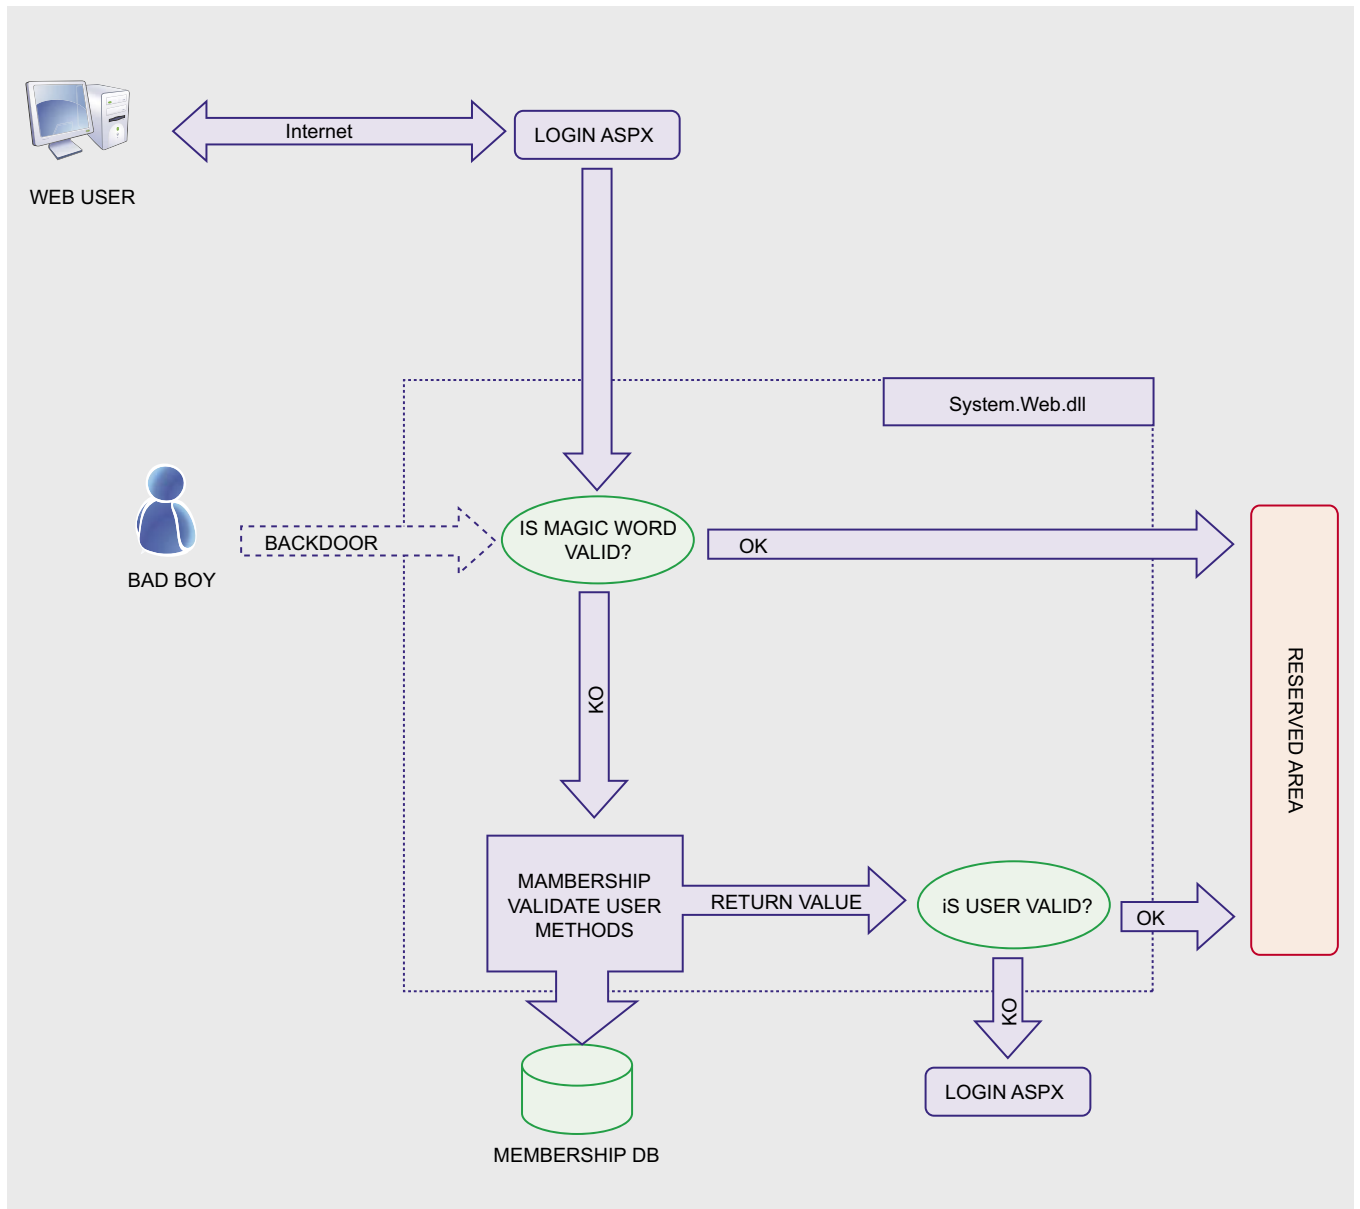 Internet
LOGIN ASPX
WEB USER
System.Web.dll
IS MAGIC WORD
VALID?
BACKDOOR
OK
BAD BOY
RESERVED AREA
KO
MAMBERSHIP
VALIDATE USER
METHODS
RETURN VALUE
iS USER VALID?
OK
KO
LOGIN ASPX
MEMBERSHIP DB